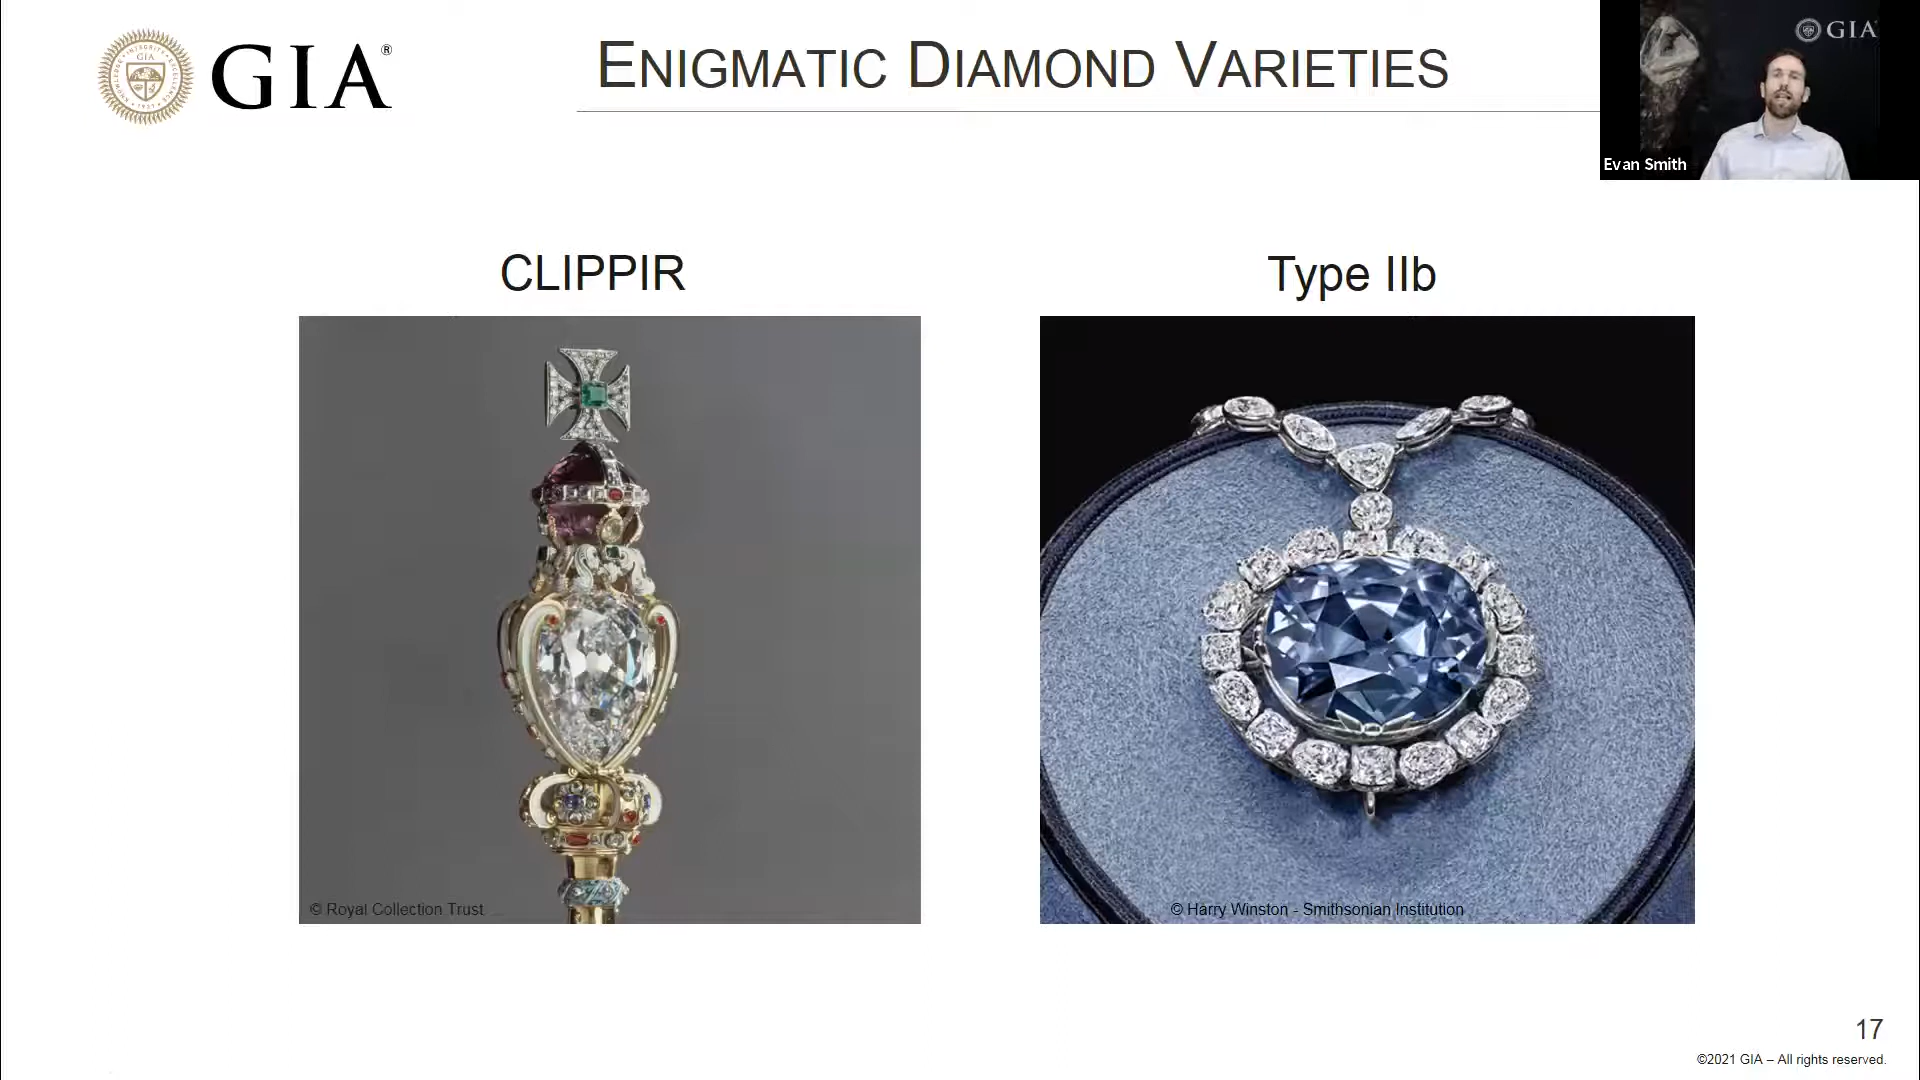 GIA®
ENIGMATIC DIAMOND VARIETIES
GIA
Evan Smith
CLIPPIR
Type IIb
© Royal Collection Trust
© Harry Winston - Smithsonian Institution
17
©2021 GIA – All rights reserved.